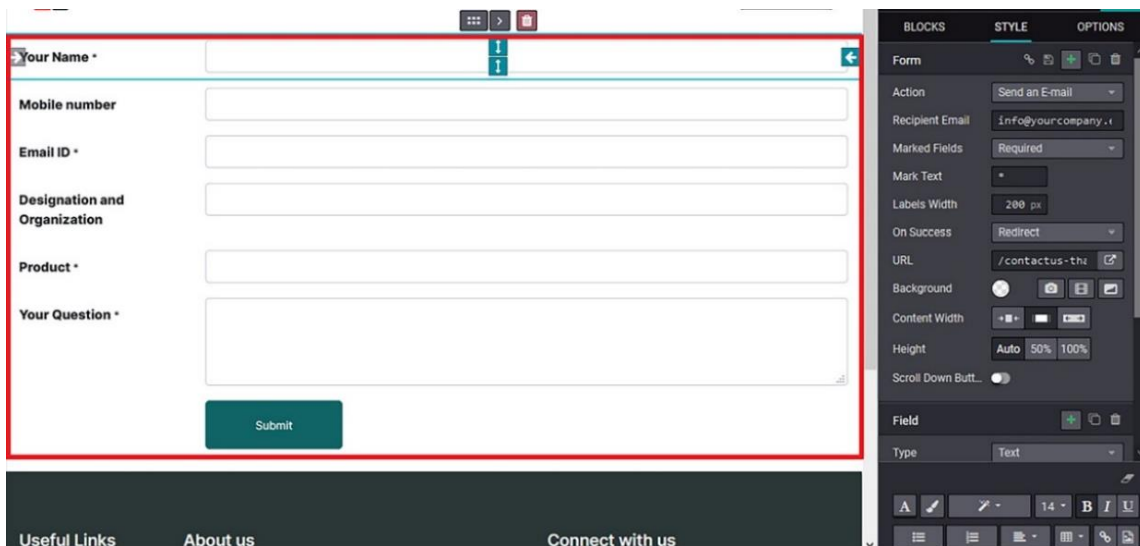 Your Name *
Mobile number
Email ID *
Designation and
Organization
Product *
Your Question *
Submit
Useful Links
About us
Connect with us
BLOCKS STYLE OPTIONS
Form
Action Send an E-mail
Recipient Email info@yourcompany.
Marked Fields Required
Mark Text *
Labels Width 200 px
On Success Redirect
URL /contactus-tha
Background
Content Width
Height Auto 50% 100%
Scroll Down Butt...
Field
Type Text
A 14 B I U